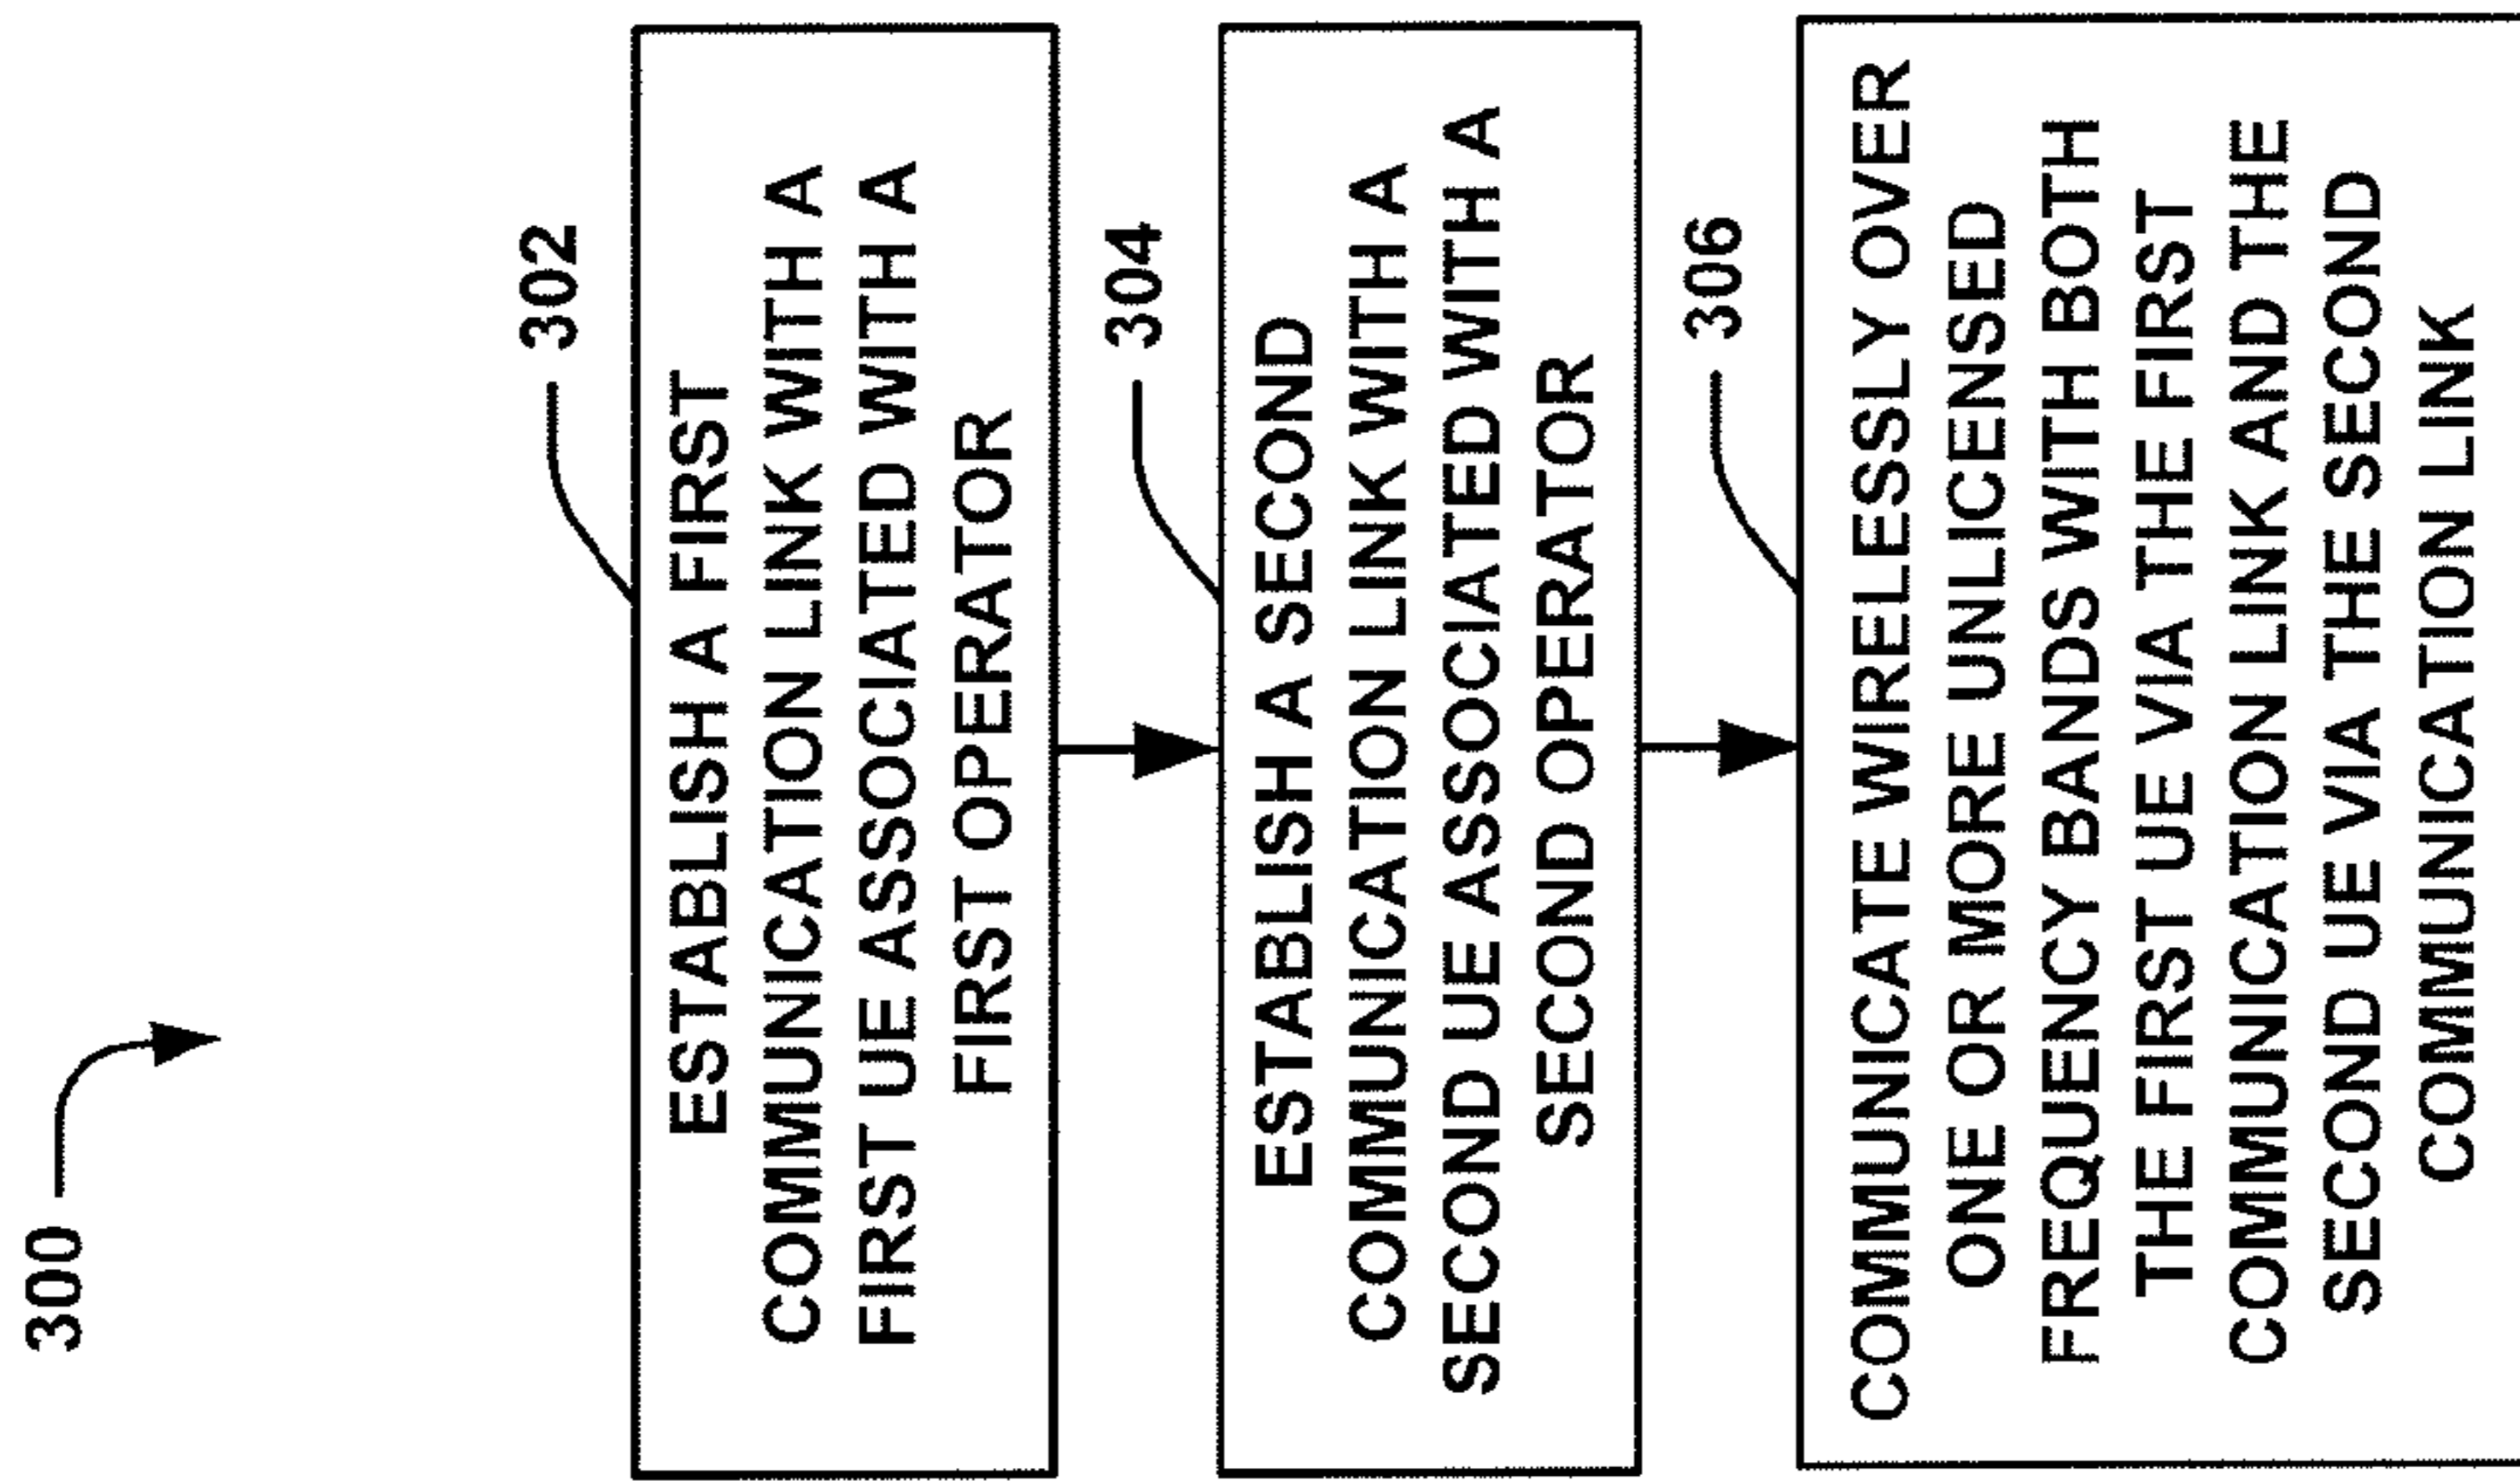 300
302
ESTABLISH A FIRST
COMMUNICATION LINK WITH A
FIRST UE ASSOCIATED WITH A
FIRST OPERATOR
304
ESTABLISH A SECOND
COMMUNICATION LINK WITH A
SECOND UE ASSOCIATED WITH A
SECOND OPERATOR
306
COMMUNICATE WIRELESSLY OVER
ONE OR MORE UNLICENSED
FREQUENCY BANDS WITH BOTH
THE FIRST UE VIA THE FIRST
COMMUNICATION LINK AND THE
SECOND UE VIA THE SECOND
COMMUNICATION LINK